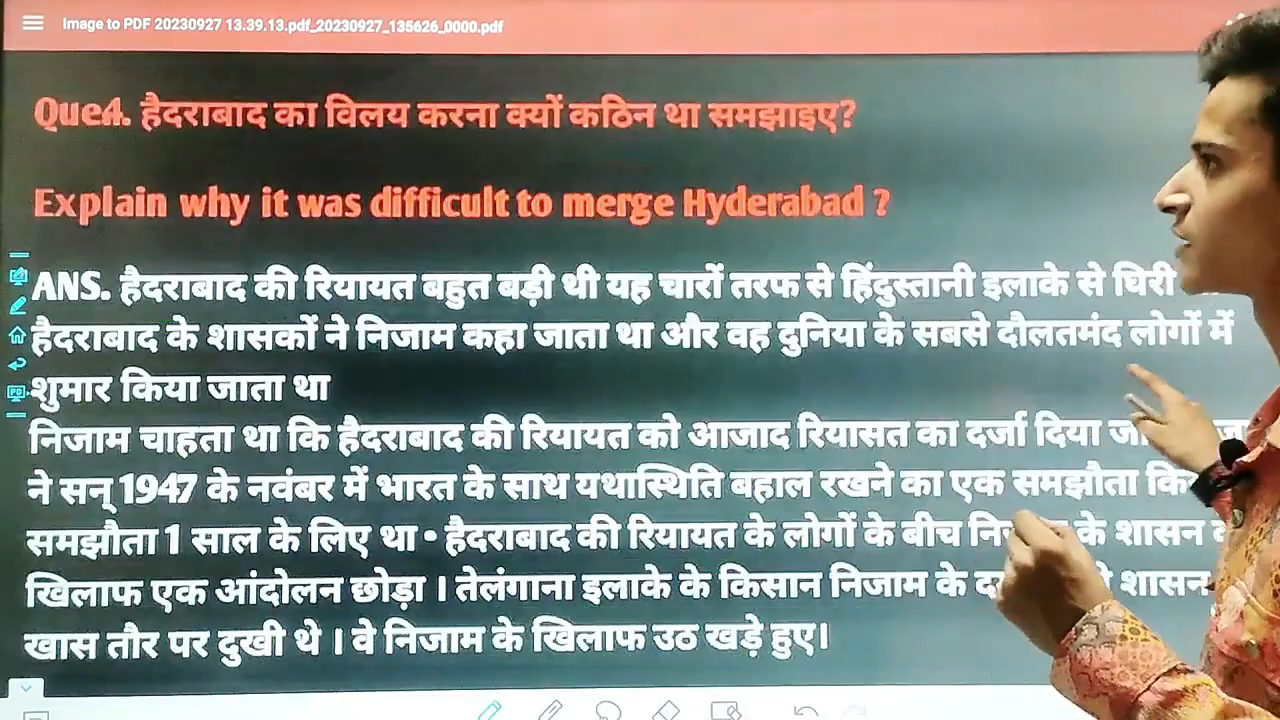 Image to PDF 20230927 13.39.13.pdf_20230927_135626_0000.pdf
Que4. हैदराबाद का विलय करना क्यों कठिन था समझाइए?
Explain why it was difficult to merge Hyderabad ?
ANS. हैदराबाद की रियायत बहुत बड़ी थी यह चारों तरफ से हिंदुस्तानी इलाके से घिरी
हैदराबाद के शासकों ने निजाम कहा जाता था और वह दुनिया के सबसे दौलतमंद लोगों में
शुमार किया जाता था
निजाम चाहता था कि हैदराबाद की रियायत को आजाद रियासत का दर्जा दिया
ने सन् 1947 के नवंबर में भारत के साथ यथास्थिति बहाल रखने का एक समझौता
समझौता 1 साल के लिए था • हैदराबाद की रियायत के लोगों के बीच के शासन
खिलाफ एक आंदोलन छोड़ा । तेलंगाना इलाके के किसान निजाम के शासन
खास तौर पर दुखी थे । वे निजाम के खिलाफ उठ खड़े हुए।